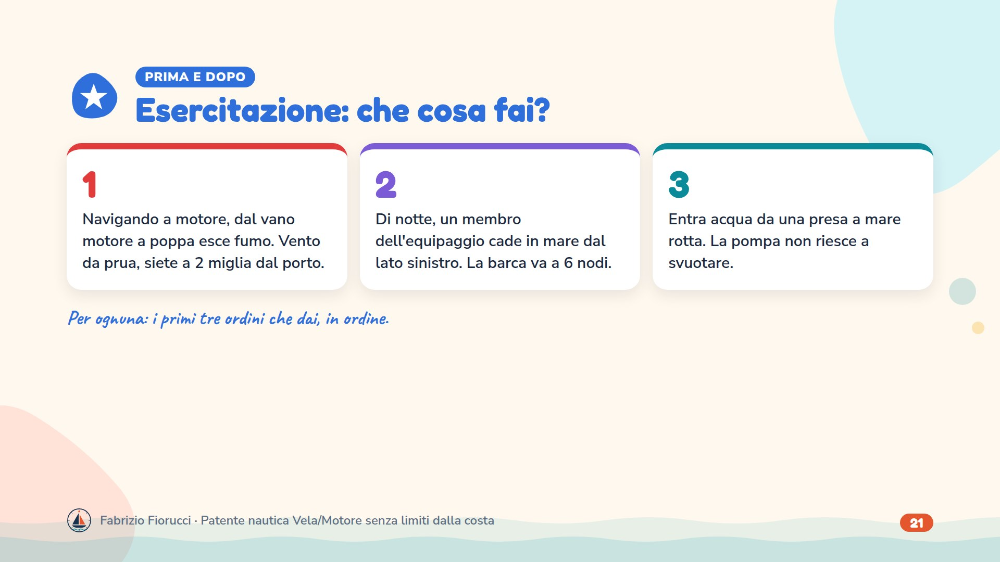 PRIMA E DOPO
Esercitazione: che cosa fai?
1
Navigando a motore, dal vano
motore a poppa esce fumo. Vento
da prua, siete a 2 miglia dal porto.
2
Di notte, un membro
dell'equipaggio cade in mare dal
lato sinistro. La barca va a 6 nodi.
3
Entra acqua da una presa a mare
rotta. La pompa non riesce a
svuotare.
Per ognuna: i primi tre ordini che dai, in ordine.
Fabrizio Fiorucci · Patente nautica Vela/Motore senza limiti dalla costa
21